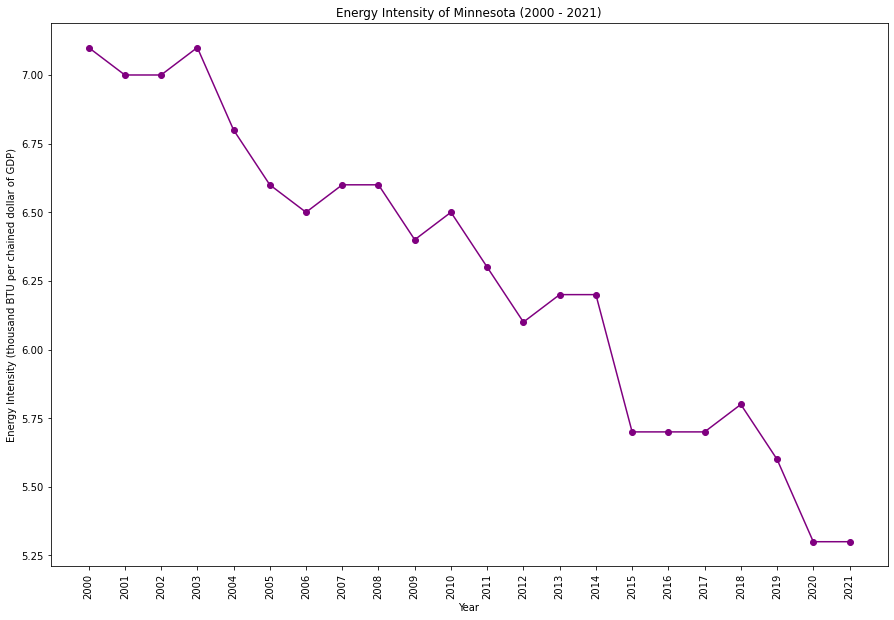 Energy Intensity of Minnesota (2000 - 2021)
Energy Intensity (thousand BTU per chained dollar of GDP)
7.00
6.75
6.50
6.25
6.00
5.75
5.50
5.25
2000 2001 2002 2003 2004 2005 2006 2007 2008 2009 2010 2011 2012 2013 2014 2015 2016 2017 2018 2019 2020 2021
Year